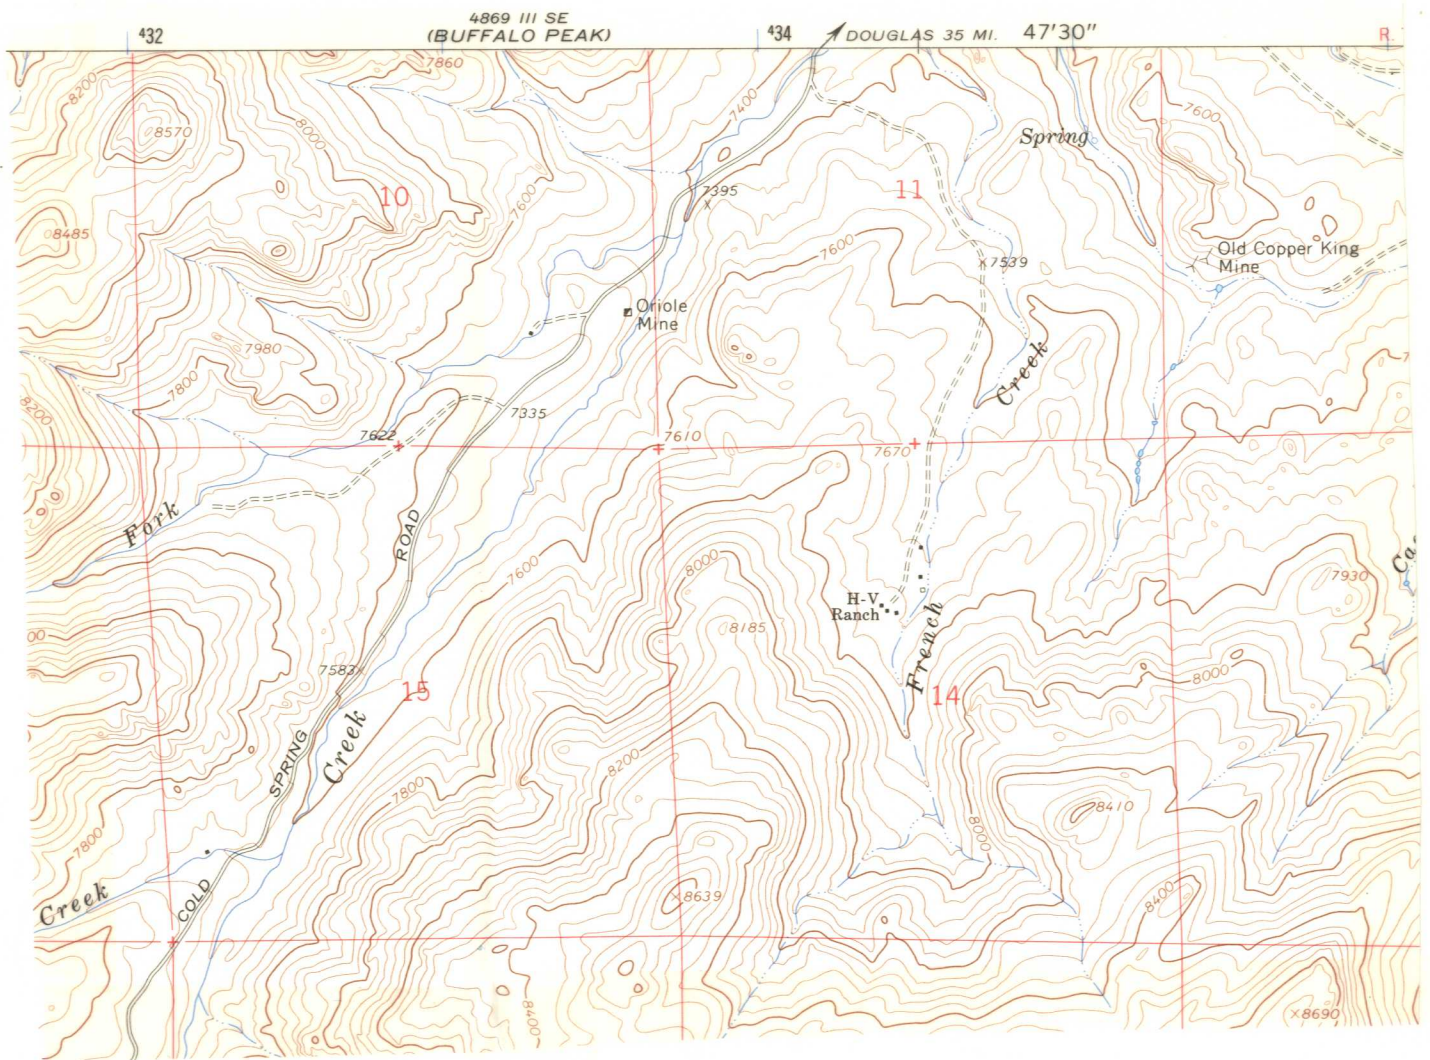 4869 III SE
(BUFFALO PEAK)
432
434
DOUGLAS 35 MI.
47'30"
R.
8200
7860
8570
8000
7400
7600
Spring
10
7395
11
7600
8485
7600
7539
Old Copper King
Mine
Oriole
Mine
7980
7800
Creek
8200
7335
7622
7610
7670
Fork
ROAD
7600
8000
7930
H-V
Ranch
8185
French
7583
15
14
8000
SPRING
Creek
8200
7800
8410
8000
7800
Creek
COLD
8639
8400
8400
8690